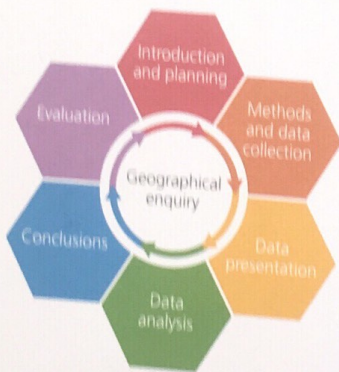 Introduction
and planning
Methods
and data
collection
Data
presentation
Data
analysis
Conclusions
Evaluation
Geographical
enquiry